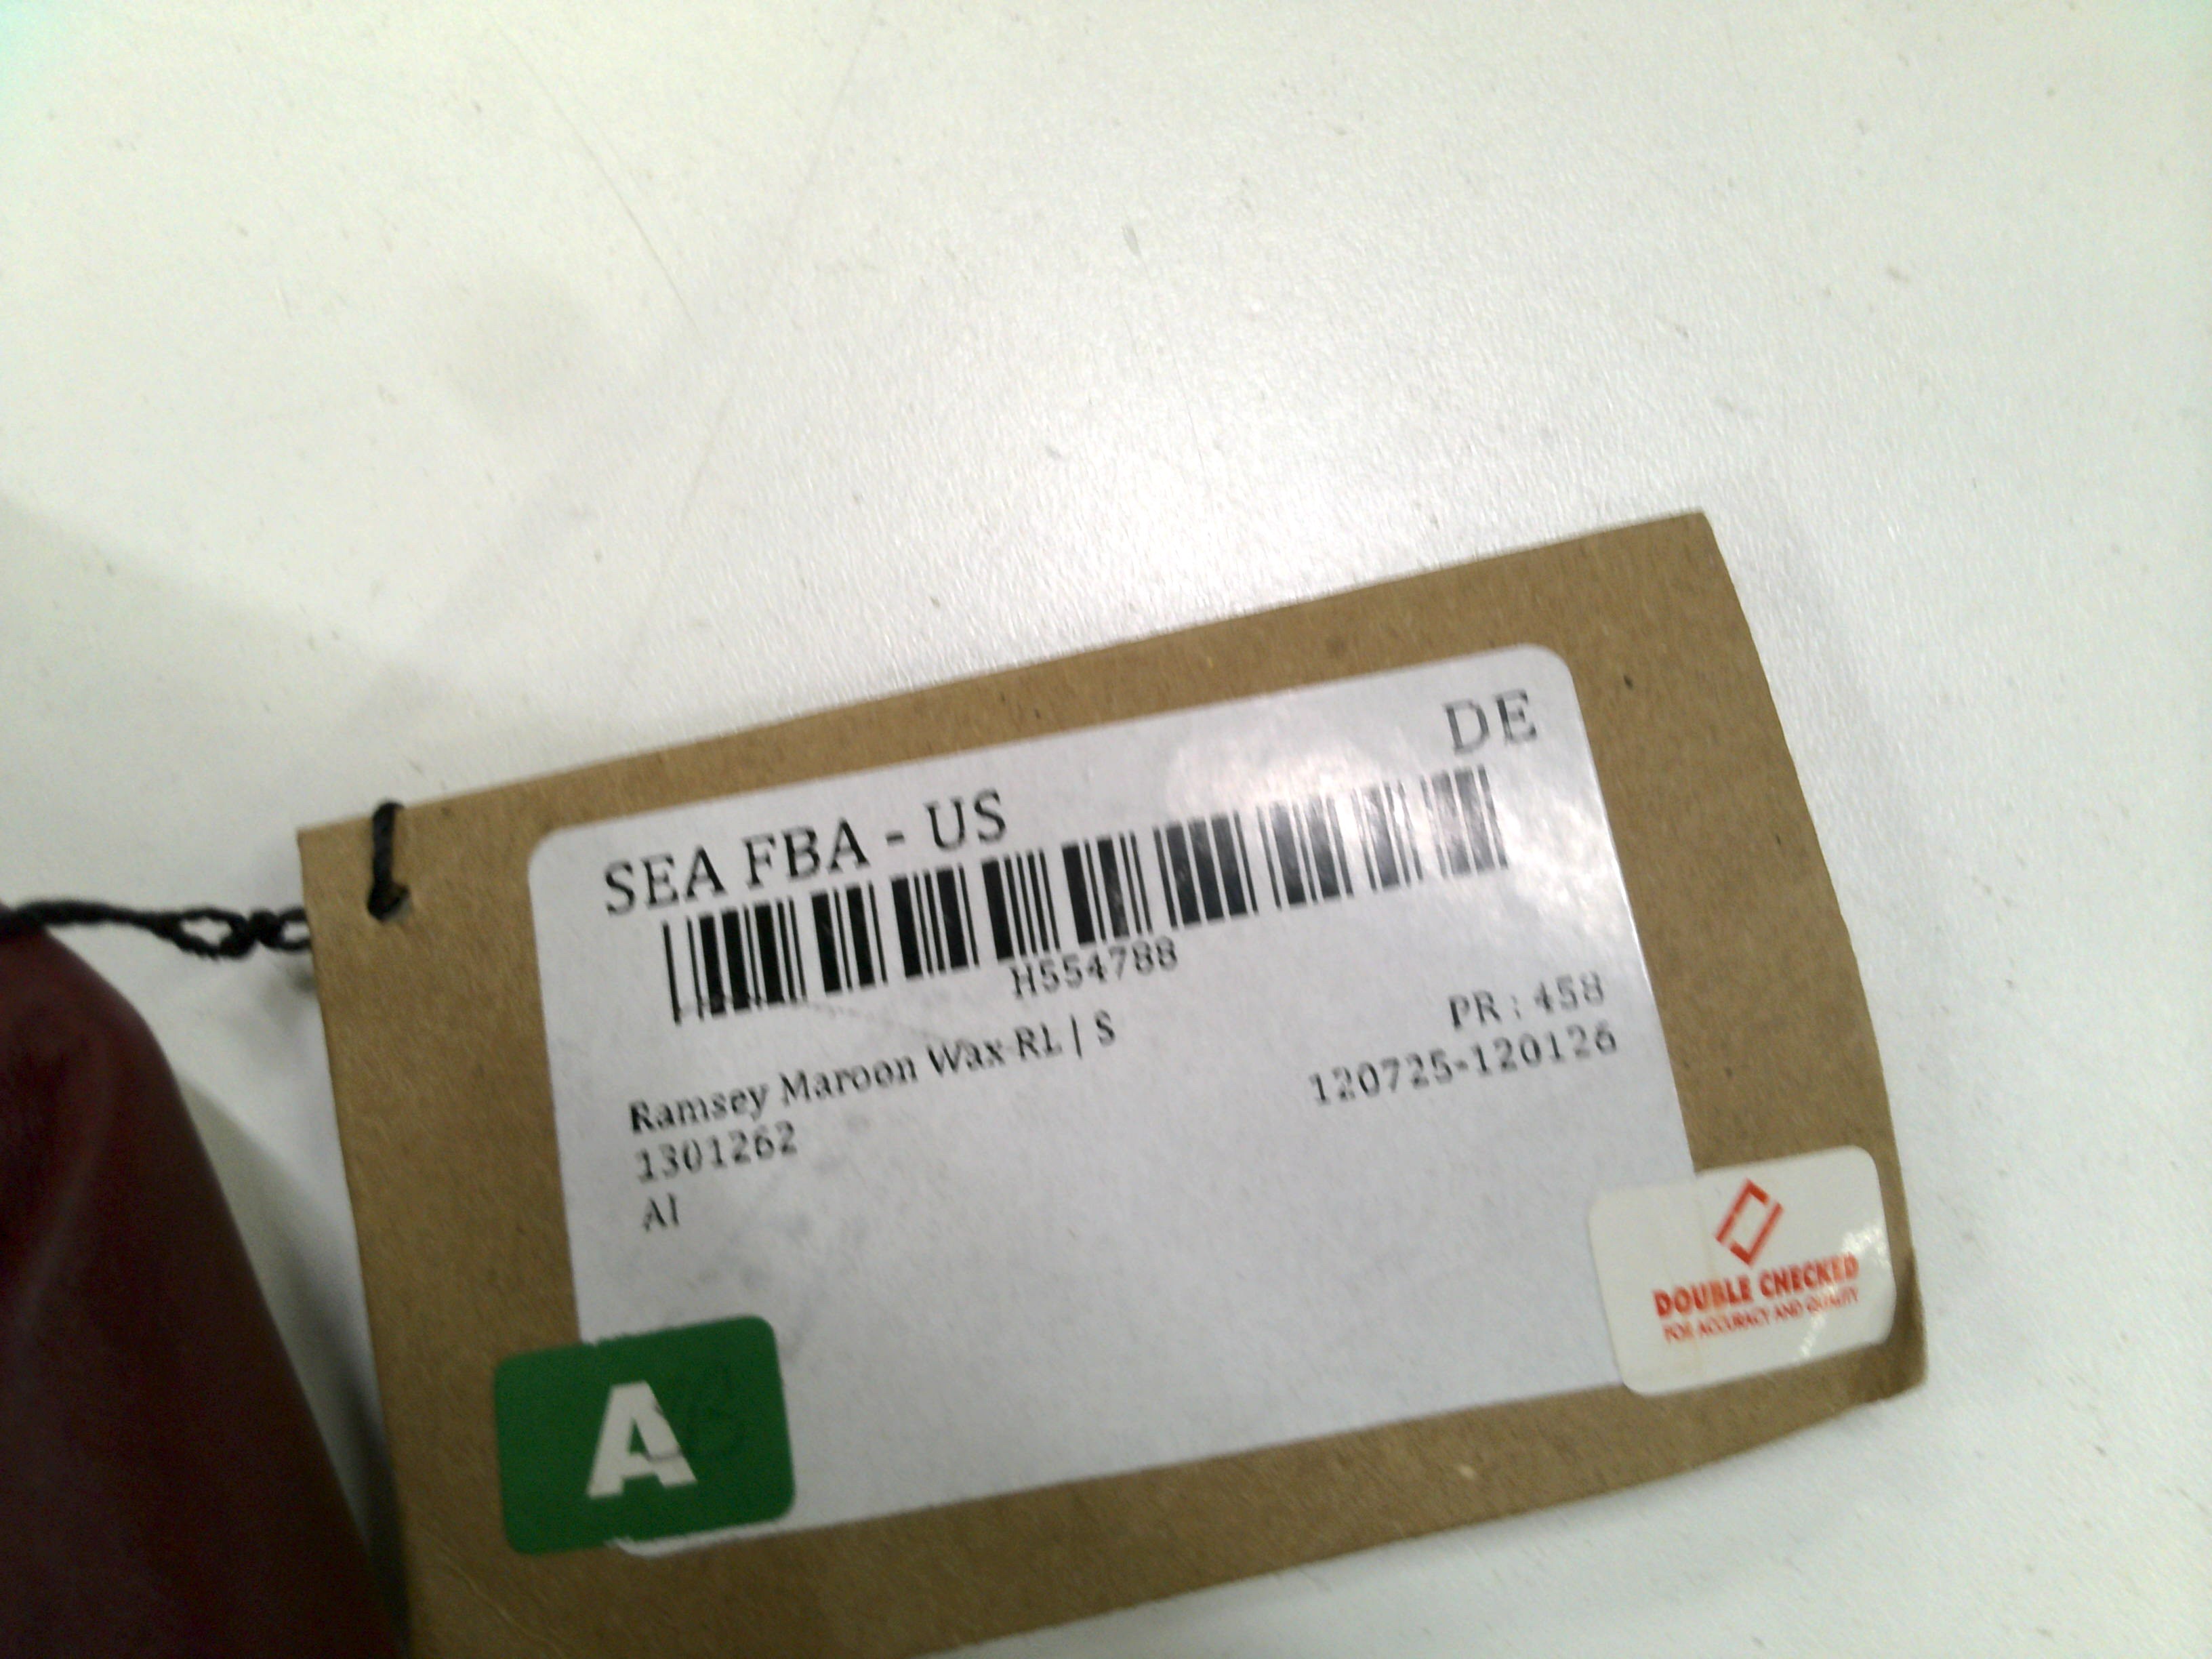 DE
SEA FBA - US
H554788
PR : 458
Ramsey Maroon Wax RL | S
120725-120126
1301262
AI
A
DOUBLE CHECKED
FOR ACCURACY AND QUALITY